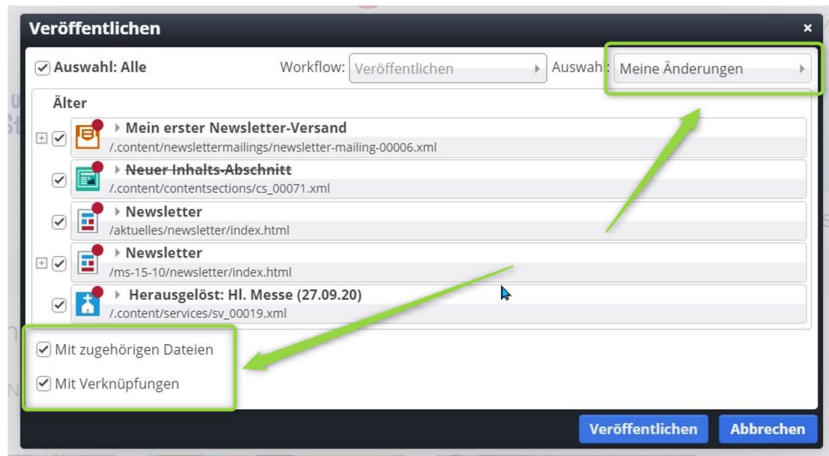 Veröffentlichen
Auswahl: Alle Workflow: Veröffentlichen Auswahl: Meine Änderungen
Älter
Mein erster Newsletter-Versand
/.content/newslettermailings/newsletter-mailing-00006.xml
Neuer Inhalts-Abschnitt
/.content/contentsections/cs_00071.xml
Newsletter
/aktuelles/newsletter/index.html
Newsletter
/ms-15-10/newsletter/index.html
Herausgelöst: Hl. Messe (27.09.20)
/.content/services/sv_00019.xml
Mit zugehörigen Dateien
Mit Verknüpfungen
Veröffentlichen Abbrechen